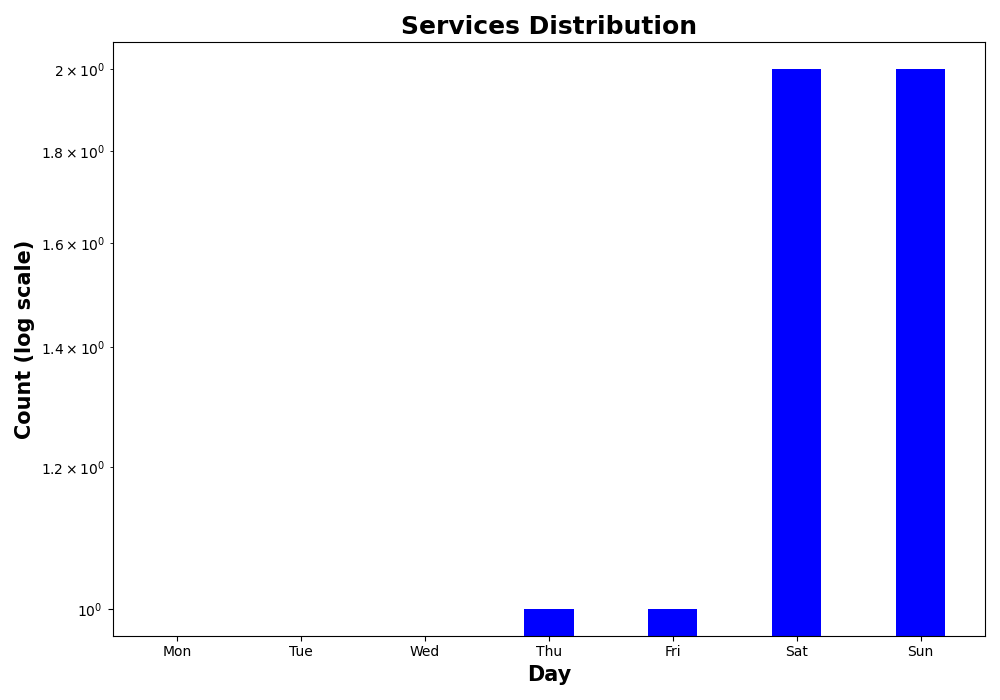 Services Distribution
Count (log scale)
2 × 10⁰
1.8 × 10⁰
1.6 × 10⁰
1.4 × 10⁰
1.2 × 10⁰
10⁰
Mon Tue Wed Thu Fri Sat Sun
Day